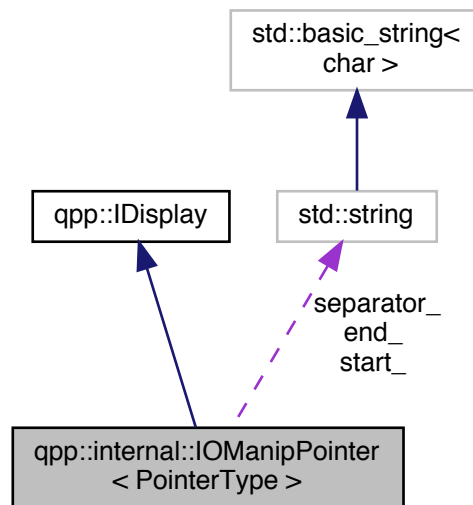 std::basic_string<
char >
qpp::IDisplay
std::string
separator_
end_
start_
qpp::internal::IOManipPointer
< PointerType >